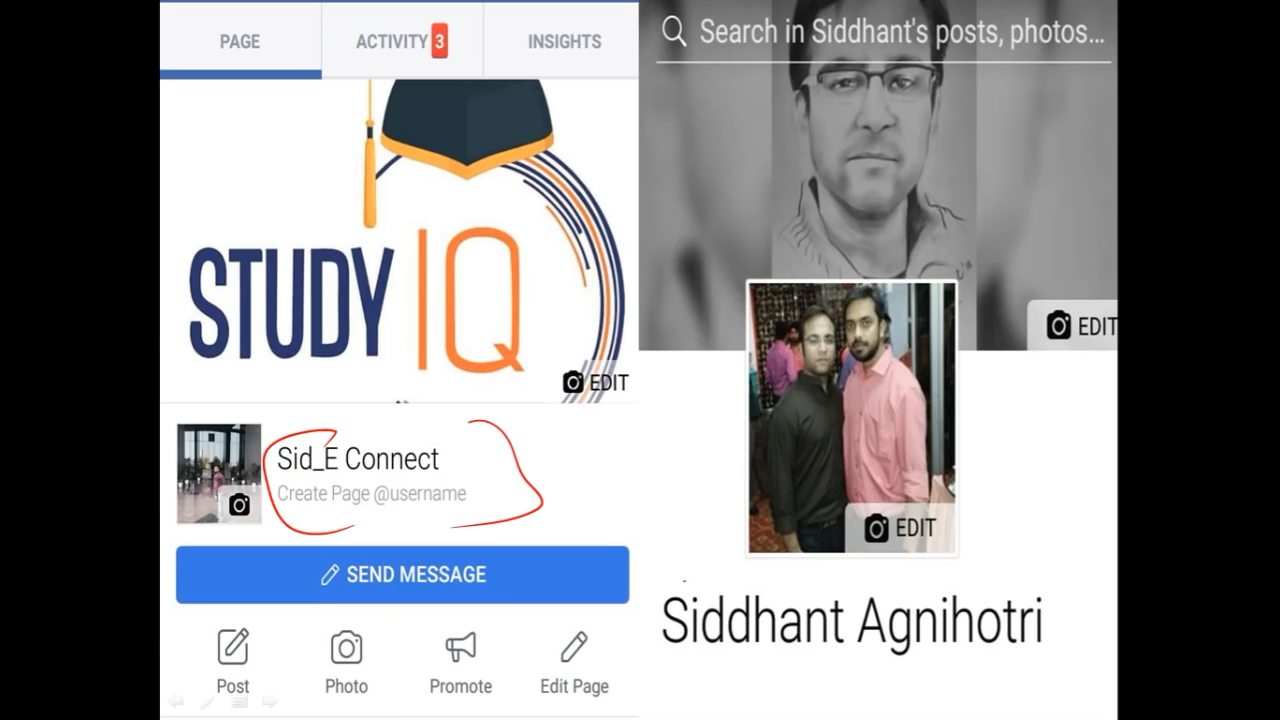 PAGE
ACTIVITY 3
INSIGHTS
STUDY IQ
EDIT
Sid_E Connect
Create Page @username
SEND MESSAGE
Post
Photo
Promote
Edit Page
Search in Siddhant's posts, photos...
EDIT
EDIT
Siddhant Agnihotri